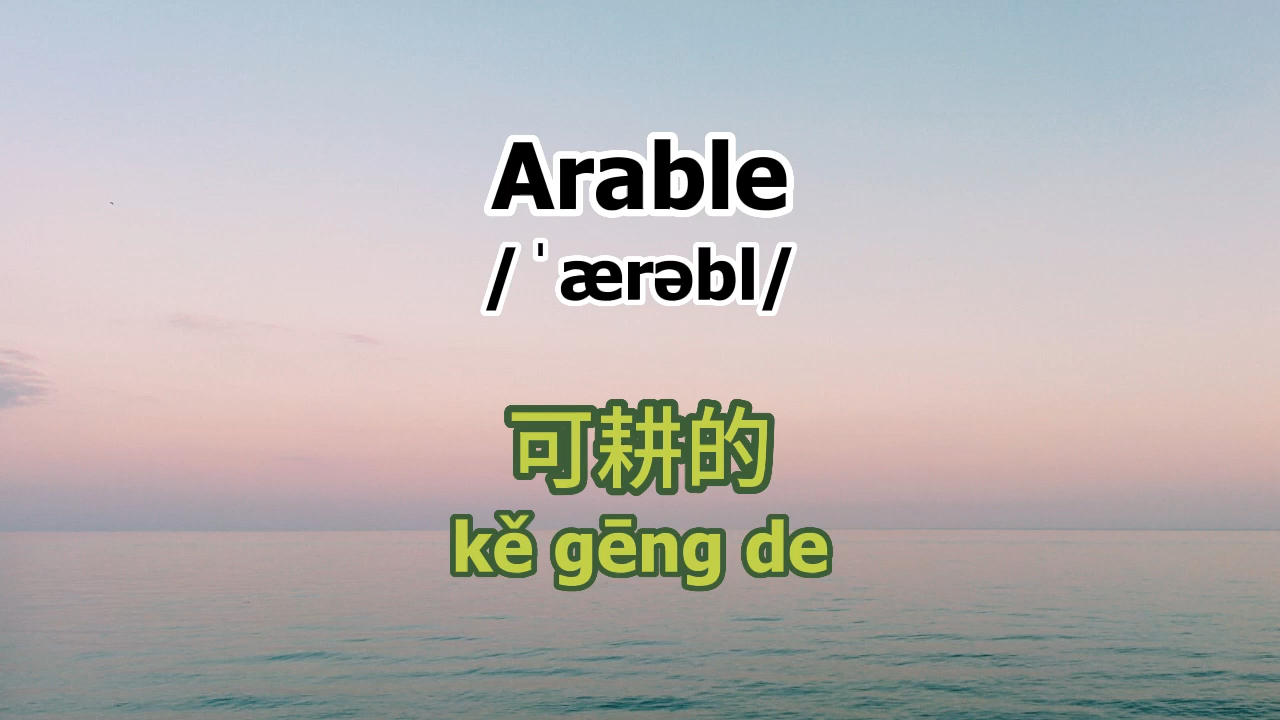 Arable
/ˈærəbl/
可耕的
kě gēng de